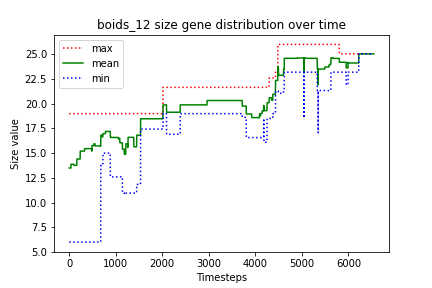 boids_12 size gene distribution over time
max
mean
min
Size value
25.0
22.5
20.0
17.5
15.0
12.5
10.0
7.5
5.0
0 1000 2000 3000 4000 5000 6000
Timesteps